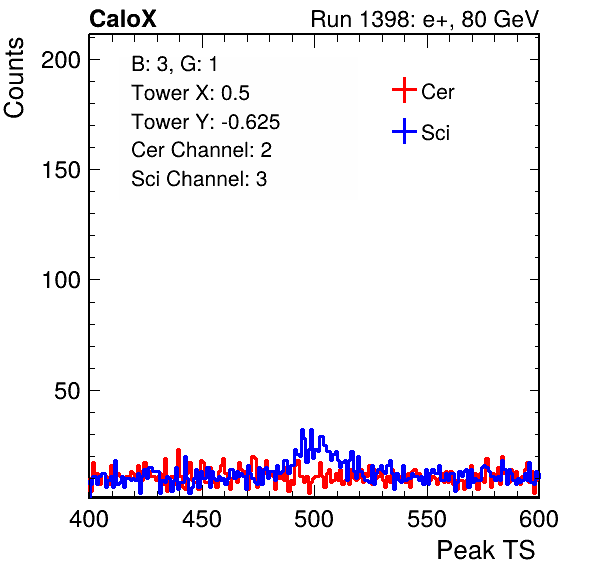 CaloX Run 1398: e+, 80 GeV
Counts
200
150
100
50
B: 3, G: 1
Tower X: 0.5
Tower Y: -0.625
Cer Channel: 2
Sci Channel: 3
Cer
Sci
400 450 500 550 600
Peak TS